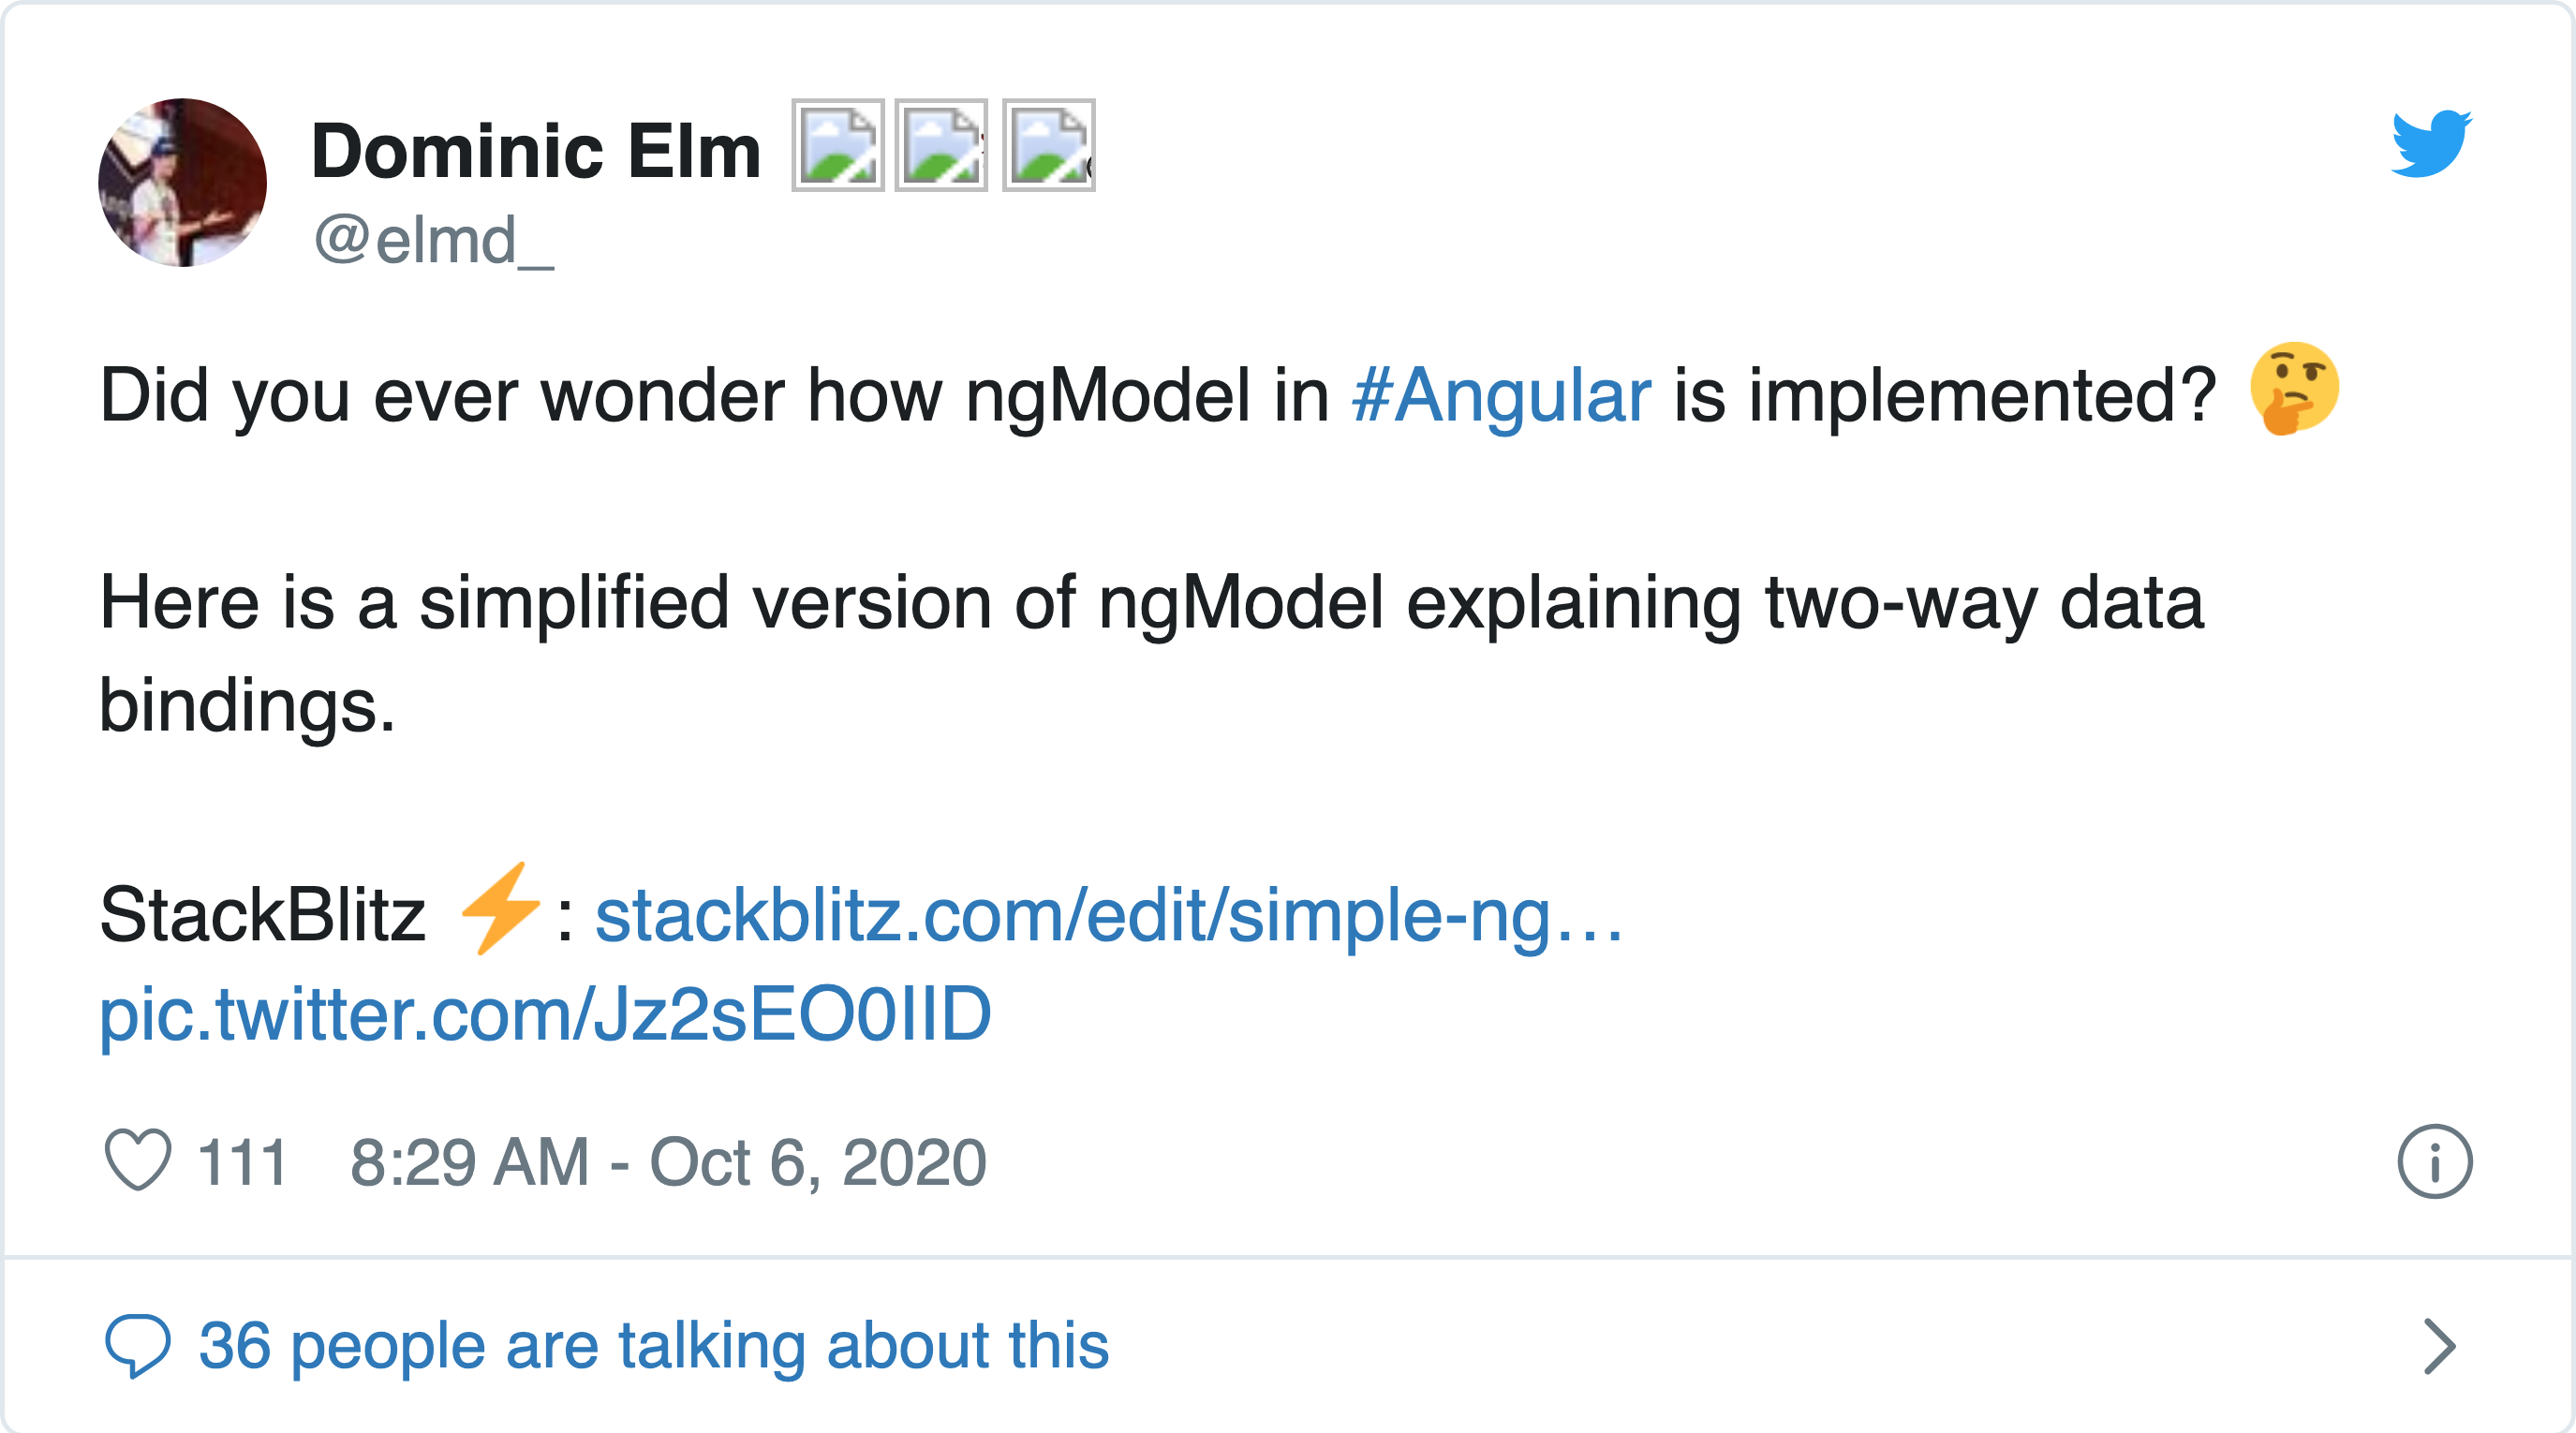 Dominic Elm
@elmd_
Did you ever wonder how ngModel in #Angular is implemented? 🤔
Here is a simplified version of ngModel explaining two-way data
bindings.
StackBlitz ⚡: stackblitz.com/edit/simple-ng…
pic.twitter.com/Jz2sEO0IID
111 8:29 AM - Oct 6, 2020
36 people are talking about this